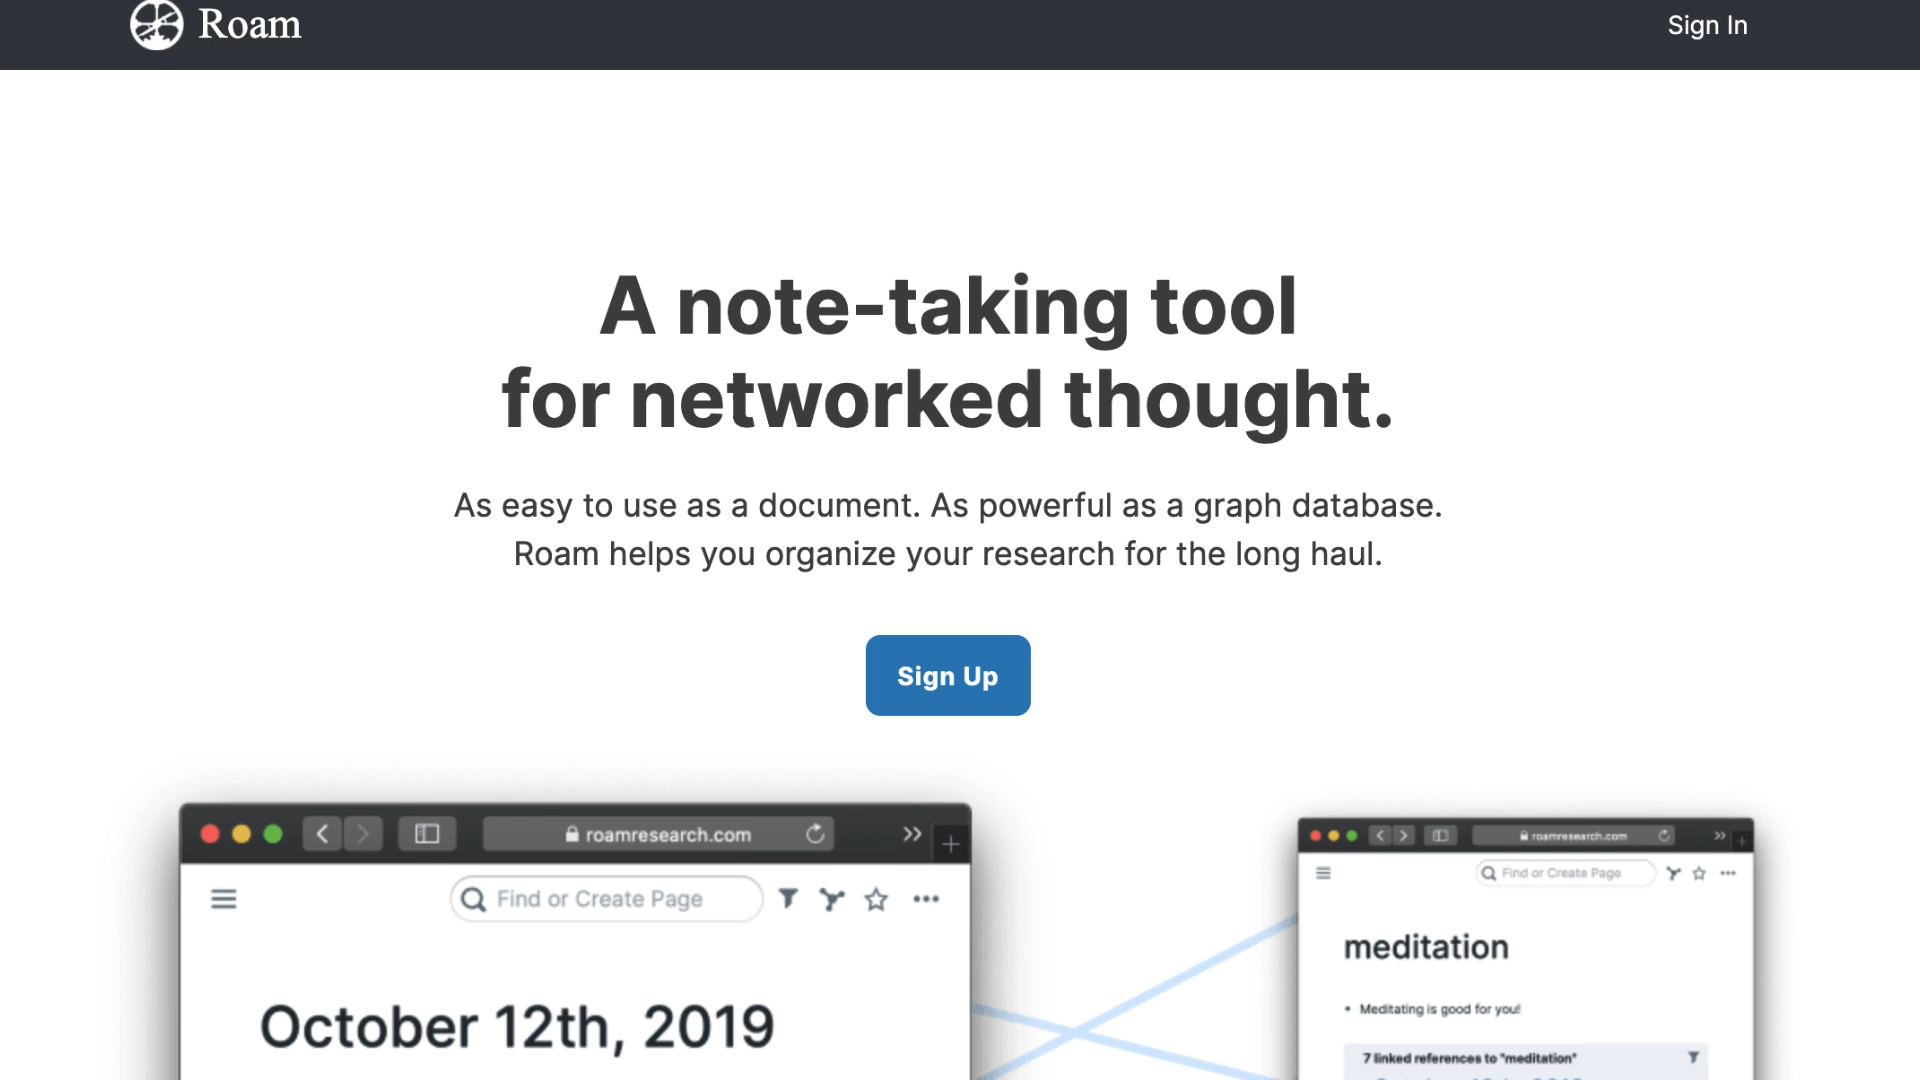 Roam
Sign In
A note-taking tool
for networked thought.
As easy to use as a document. As powerful as a graph database.
Roam helps you organize your research for the long haul.
Sign Up
roamresearch.com
Find or Create Page
October 12th, 2019
roamresearch.com
Find or Create Page
meditation
• Meditating is good for you!
7 linked references to "meditation"